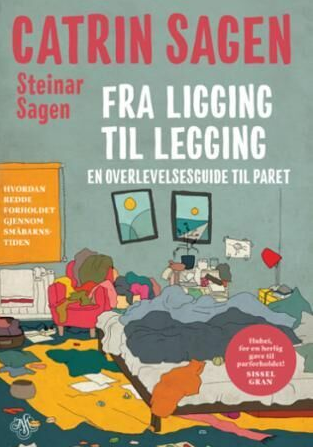 CATRIN SAGEN
Steinar
Sagen
FRA LIGGING
TIL LEGGING
EN OVERLEVELSESGUIDE TIL PARET
HVORDAN
REDDE
FORHOLDET
GJENNOM
SMÅBARNS-
TIDEN
Huhei,
for en herlig
gave til
parforholdet!
SISSEL
GRAN